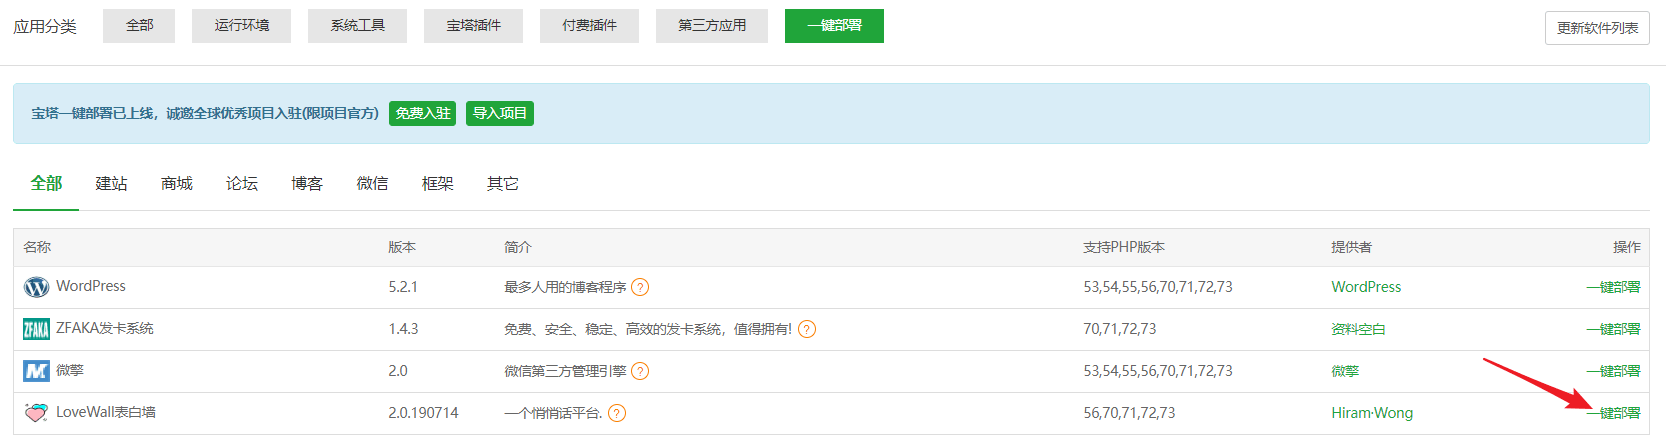 应用分类 全部 运行环境 系统工具 宝塔插件 付费插件 第三方应用 一键部署 更新软件列表
宝塔一键部署已上线，诚邀全球优秀项目入驻(限项目官方) 免费入驻 导入项目
全部 建站 商城 论坛 博客 微信 框架 其它
名称 版本 简介 支持PHP版本 提供者 操作
WordPress 5.2.1 最多人用的博客程序 ? 53,54,55,56,70,71,72,73 WordPress 一键部署
ZFAKA ZFAKA发卡系统 1.4.3 免费、安全、稳定、高效的发卡系统，值得拥有! ? 70,71,72,73 资料空白 一键部署
微擎 2.0 微信第三方管理引擎 ? 53,54,55,56,70,71,72,73 微擎 一键部署
LoveWall表白墙 2.0.190714 一个悄悄话平台. ? 56,70,71,72,73 Hiram·Wong 一键部署